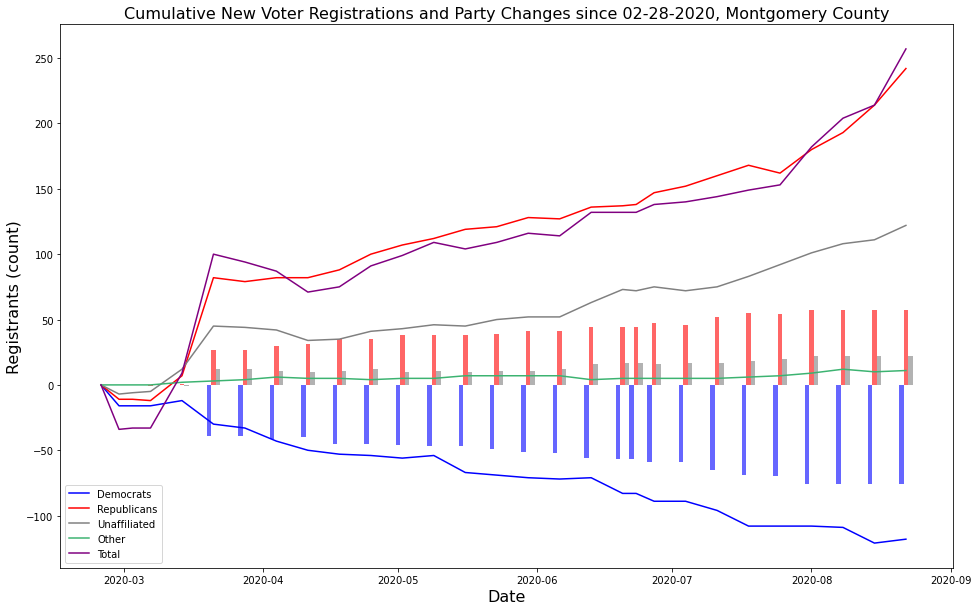 Cumulative New Voter Registrations and Party Changes since 02-28-2020, Montgomery County
Registrants (count)
250
200
150
100
50
0
−50
−100
Democrats
Republicans
Unaffiliated
Other
Total
2020-03 2020-04 2020-05 2020-06 2020-07 2020-08 2020-09
Date